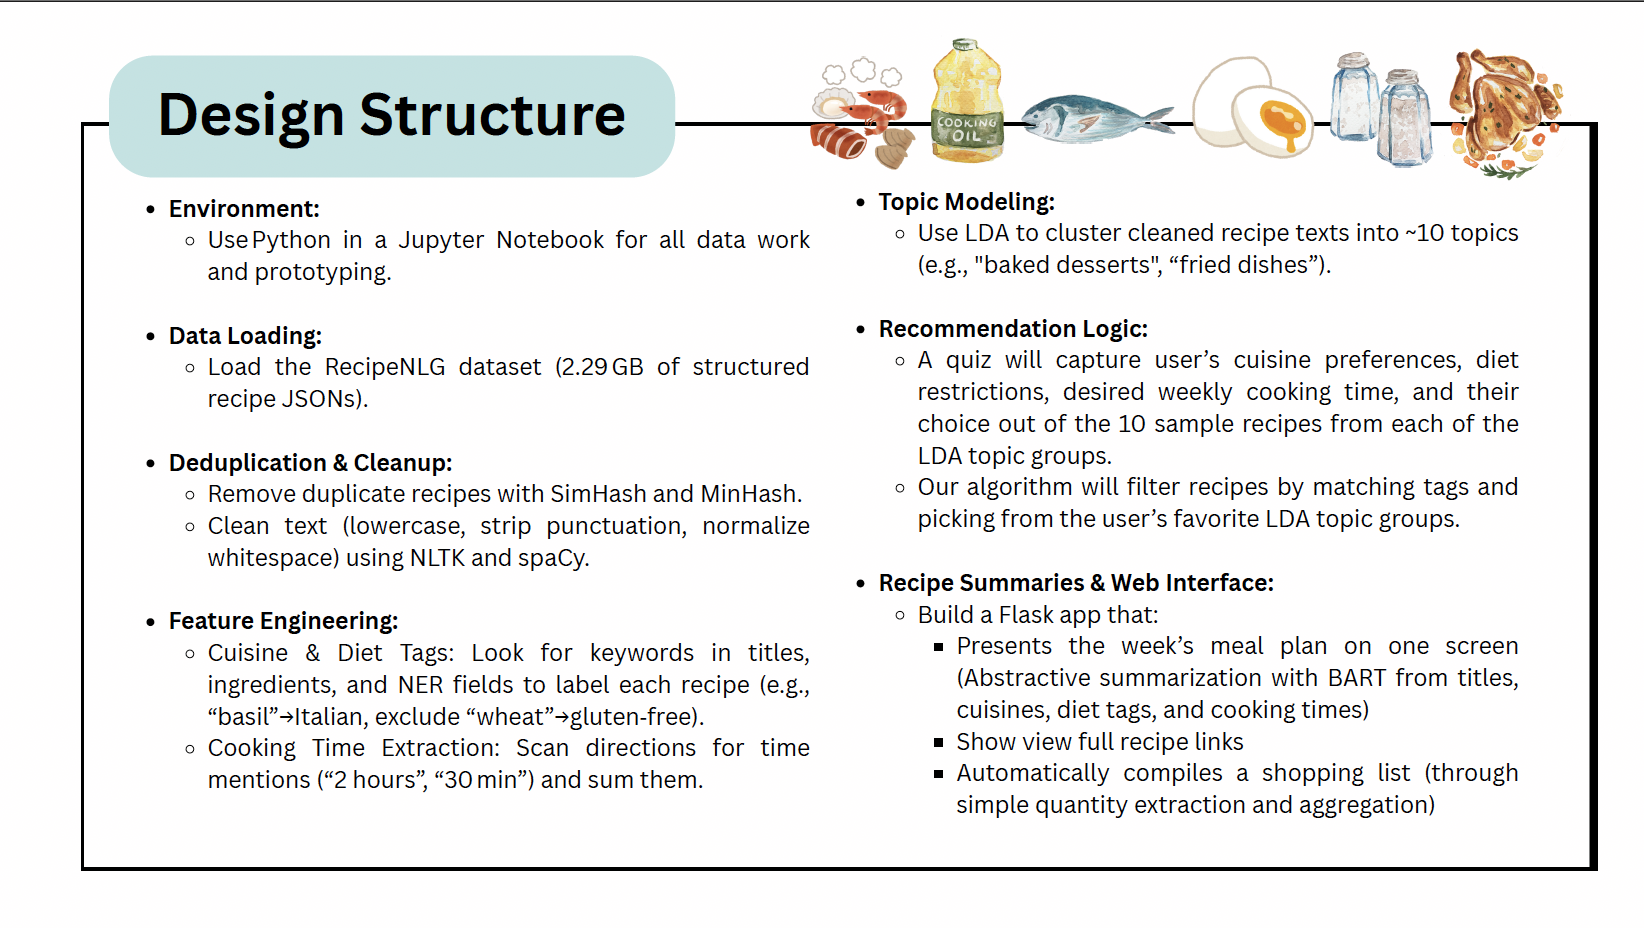 Design Structure
COOKING
OIL
• Environment:
○ Use Python in a Jupyter Notebook for all data work
and prototyping.
• Data Loading:
○ Load the RecipeNLG dataset (2.29 GB of structured
recipe JSONs).
• Deduplication & Cleanup:
○ Remove duplicate recipes with SimHash and MinHash.
○ Clean text (lowercase, strip punctuation, normalize
whitespace) using NLTK and spaCy.
• Feature Engineering:
○ Cuisine & Diet Tags: Look for keywords in titles,
ingredients, and NER fields to label each recipe (e.g.,
“basil”→Italian, exclude “wheat”→gluten-free).
○ Cooking Time Extraction: Scan directions for time
mentions (“2 hours”, “30 min”) and sum them.
• Topic Modeling:
○ Use LDA to cluster cleaned recipe texts into ~10 topics
(e.g., "baked desserts", “fried dishes”).
• Recommendation Logic:
○ A quiz will capture user’s cuisine preferences, diet
restrictions, desired weekly cooking time, and their
choice out of the 10 sample recipes from each of the
LDA topic groups.
○ Our algorithm will filter recipes by matching tags and
picking from the user’s favorite LDA topic groups.
• Recipe Summaries & Web Interface:
○ Build a Flask app that:
▪ Presents the week’s meal plan on one screen
(Abstractive summarization with BART from titles,
cuisines, diet tags, and cooking times)
▪ Show view full recipe links
▪ Automatically compiles a shopping list (through
simple quantity extraction and aggregation)